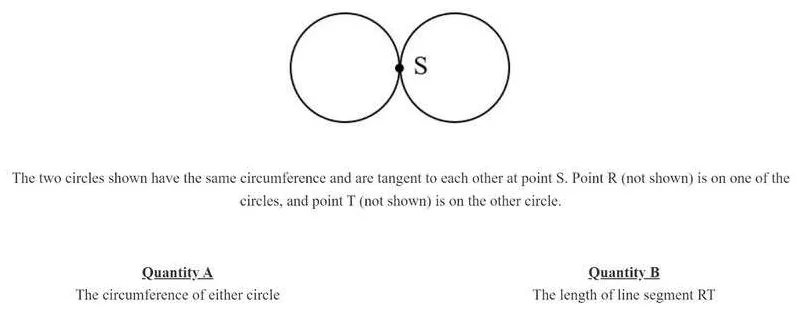 S
The two circles shown have the same circumference and are tangent to each other at point S. Point R (not shown) is on one of the
circles, and point T (not shown) is on the other circle.
Quantity A
Quantity B
The circumference of either circle
The length of line segment RT